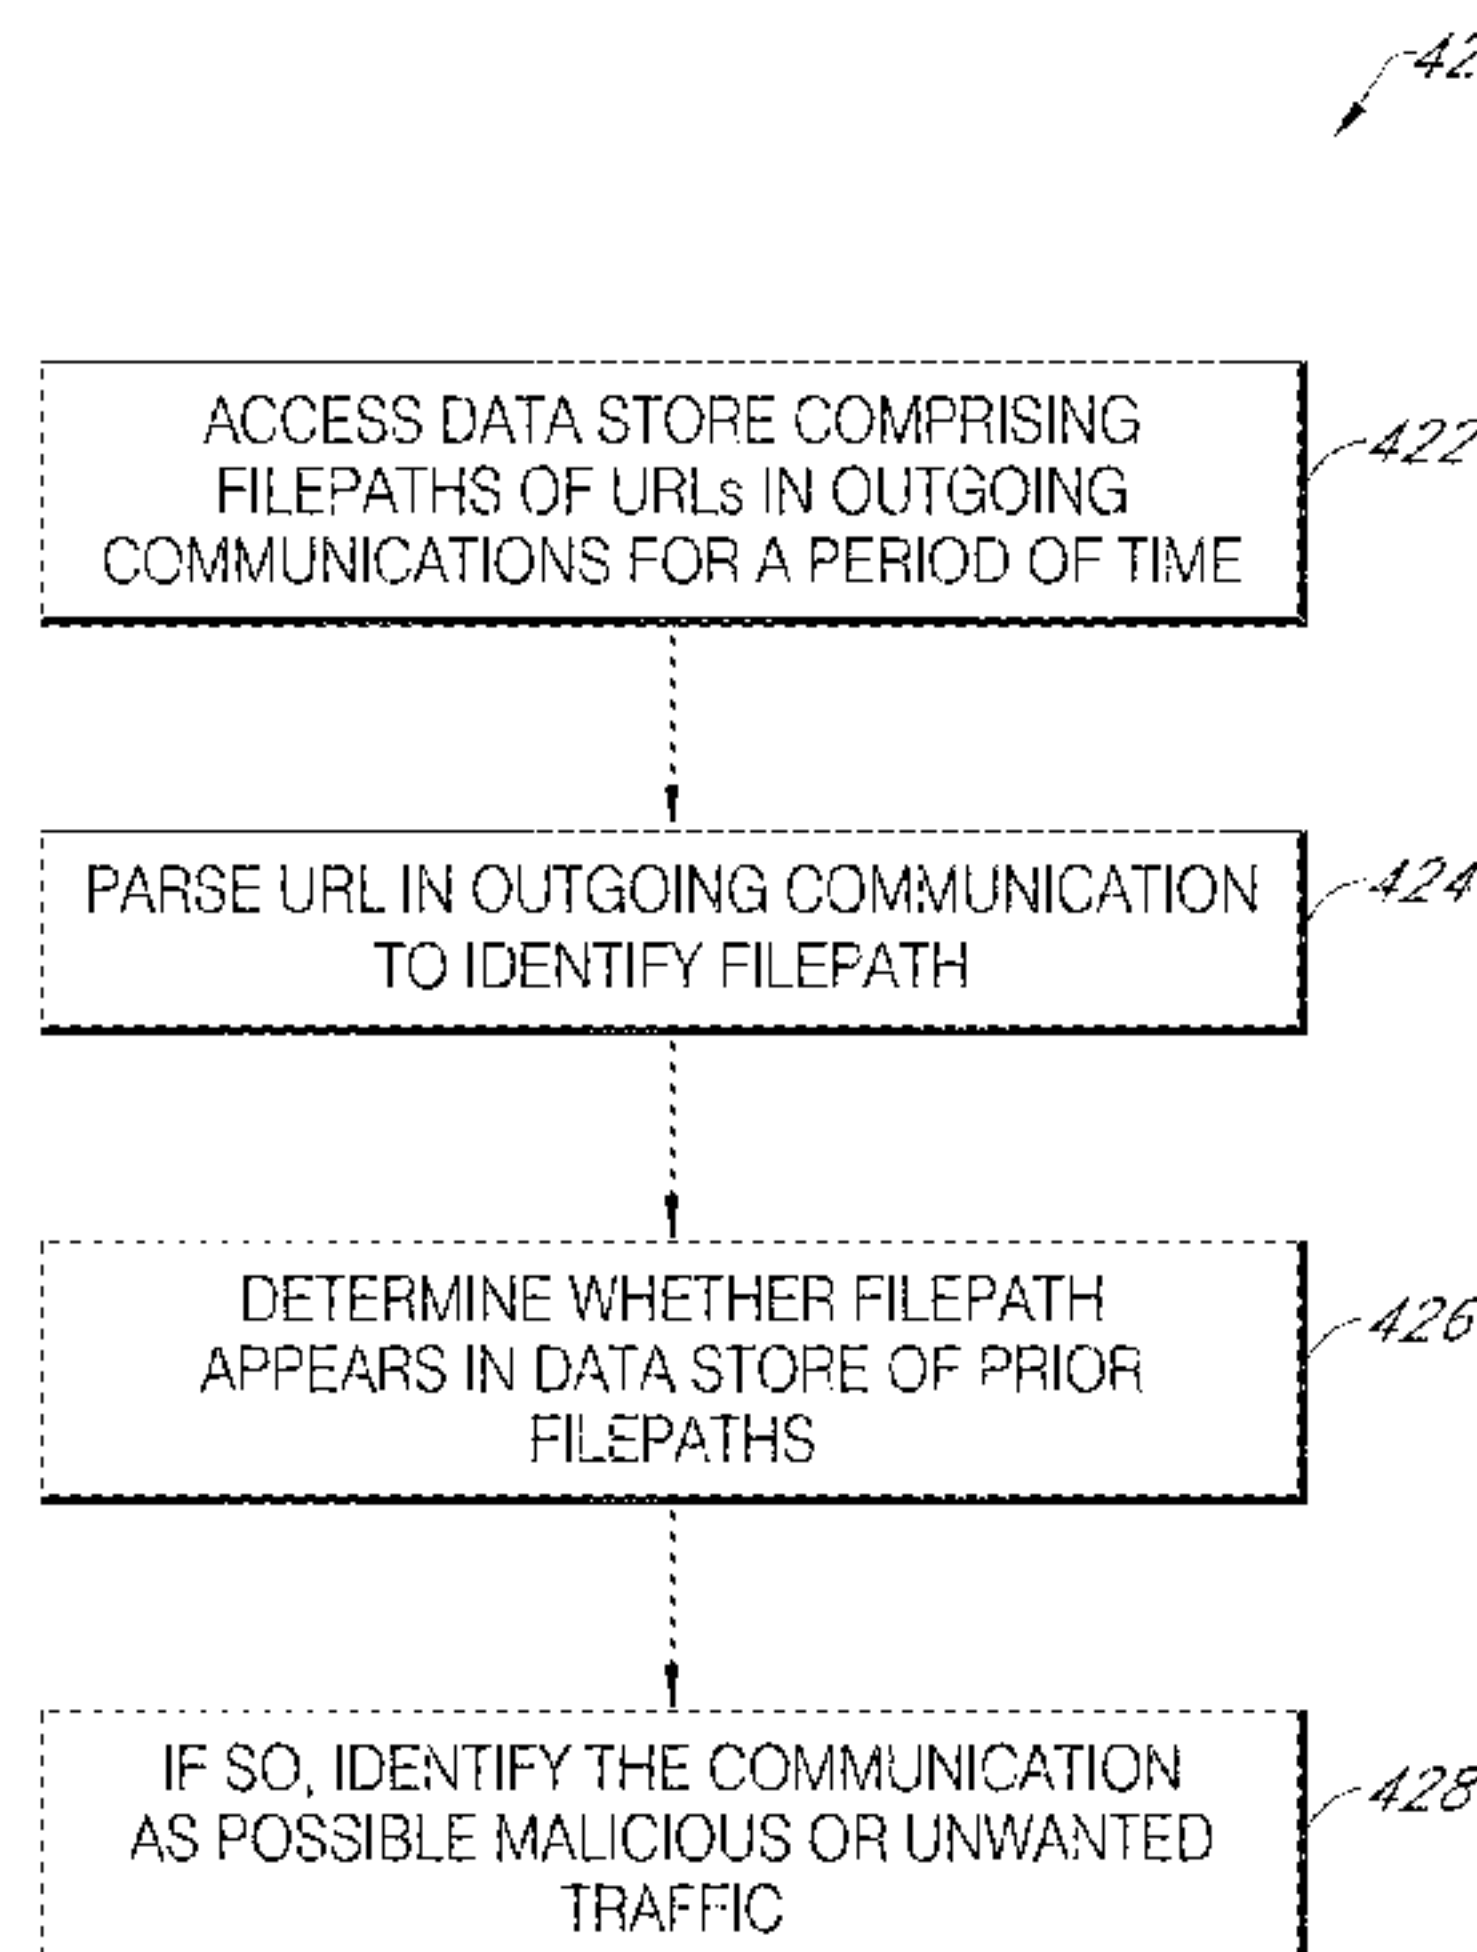 42
ACCESS DATA STORE COMPRISING
FILEPATHS OF URLs IN OUTGOING
COMMUNICATIONS FOR A PERIOD OF TIME
422
PARSE URL IN OUTGOING COMMUNICATION
TO IDENTIFY FILEPATH
424
DETERMINE WHETHER FILEPATH
APPEARS IN DATA STORE OF PRIOR
FILEPATHS
426
IF SO, IDENTIFY THE COMMUNICATION
AS POSSIBLE MALICIOUS OR UNWANTED
TRAFFIC
428